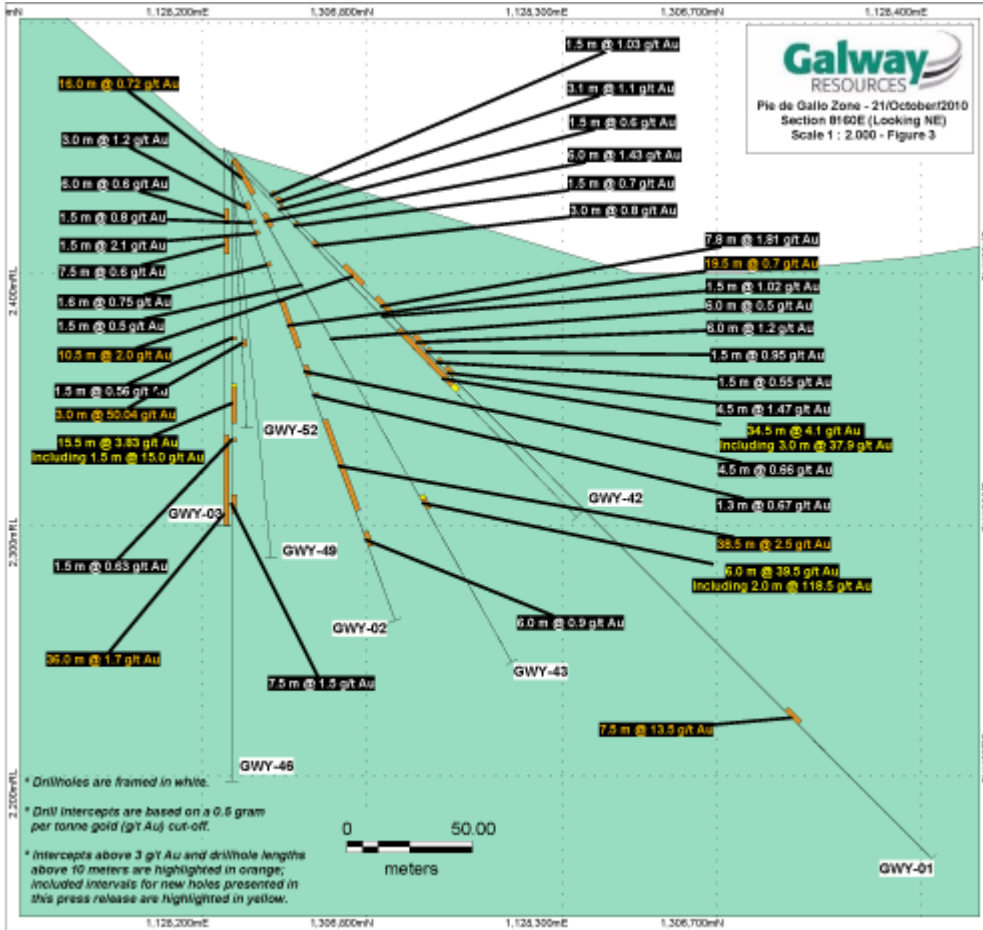 mN
1,128,200mE
1,306,800mN
1,128,300mE
1,306,700mN
1,128,400mE
Galway
RESOURCES
Pie de Gallo Zone - 21/October/2010
Section 8160E (Looking NE)
Scale 1 : 2.000 - Figure 3
16.0 m @ 0.72 g/t Au
3.0 m @ 1.2 g/t Au
6.0 m @ 0.6 g/t Au
1.5 m @ 0.8 g/t Au
1.5 m @ 2.1 g/t Au
7.5 m @ 0.6 g/t Au
1.6 m @ 0.75 g/t Au
1.5 m @ 0.5 g/t Au
10.5 m @ 2.0 g/t Au
1.5 m @ 0.56 g/t Au
3.0 m @ 50.04 g/t Au
15.5 m @ 3.83 g/t Au
Including 1.5 m @ 15.0 g/t Au
1.5 m @ 0.63 g/t Au
36.0 m @ 1.7 g/t Au
7.5 m @ 1.5 g/t Au
1.5 m @ 1.03 g/t Au
3.1 m @ 1.1 g/t Au
1.5 m @ 0.6 g/t Au
6.0 m @ 1.43 g/t Au
1.5 m @ 0.7 g/t Au
3.0 m @ 0.8 g/t Au
7.8 m @ 1.81 g/t Au
19.5 m @ 0.7 g/t Au
1.5 m @ 1.02 g/t Au
6.0 m @ 0.5 g/t Au
6.0 m @ 1.2 g/t Au
1.5 m @ 0.95 g/t Au
1.5 m @ 0.55 g/t Au
4.5 m @ 1.47 g/t Au
34.5 m @ 4.1 g/t Au
Including 3.0 m @ 37.9 g/t Au
4.5 m @ 0.66 g/t Au
1.3 m @ 0.67 g/t Au
38.5 m @ 2.5 g/t Au
6.0 m @ 39.5 g/t Au
Including 2.0 m @ 118.5 g/t Au
6.0 m @ 0.9 g/t Au
7.5 m @ 13.5 g/t Au
GWY-52
GWY-42
GWY-03
GWY-49
GWY-02
GWY-43
GWY-46
GWY-01
2,400mRL
2,300mRL
2,200mRL
* Drillholes are framed in white.
* Drill Intercepts are based on a 0.5 gram
per tonne gold (g/t Au) cut-off.
* Intercepts above 3 g/t Au and drillhole lengths
above 10 meters are highlighted in orange;
included intervals for new holes presented in
this press release are highlighted in yellow.
0 50.00
meters
1,128,200mE
1,306,800mN
1,128,300mE
1,306,700mN
1,128,400mE